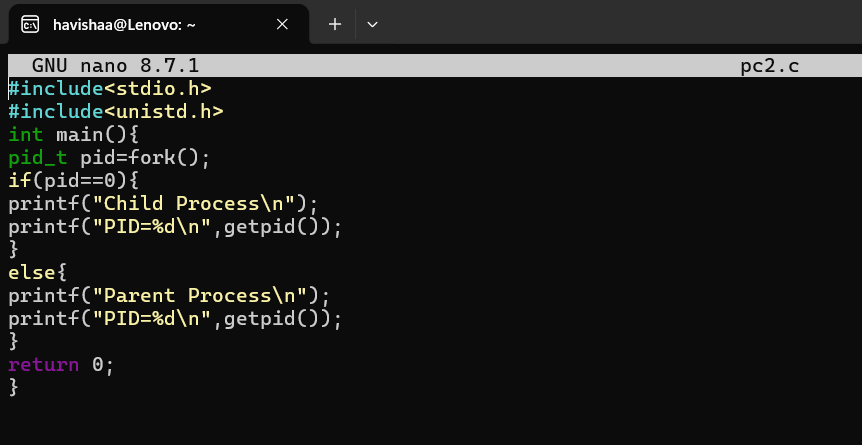 havishaa@Lenovo: ~
GNU nano 8.7.1 pc2.c
#include<stdio.h>
#include<unistd.h>
int main(){
pid_t pid=fork();
if(pid==0){
printf("Child Process\n");
printf("PID=%d\n",getpid());
}
else{
printf("Parent Process\n");
printf("PID=%d\n",getpid());
}
return 0;
}